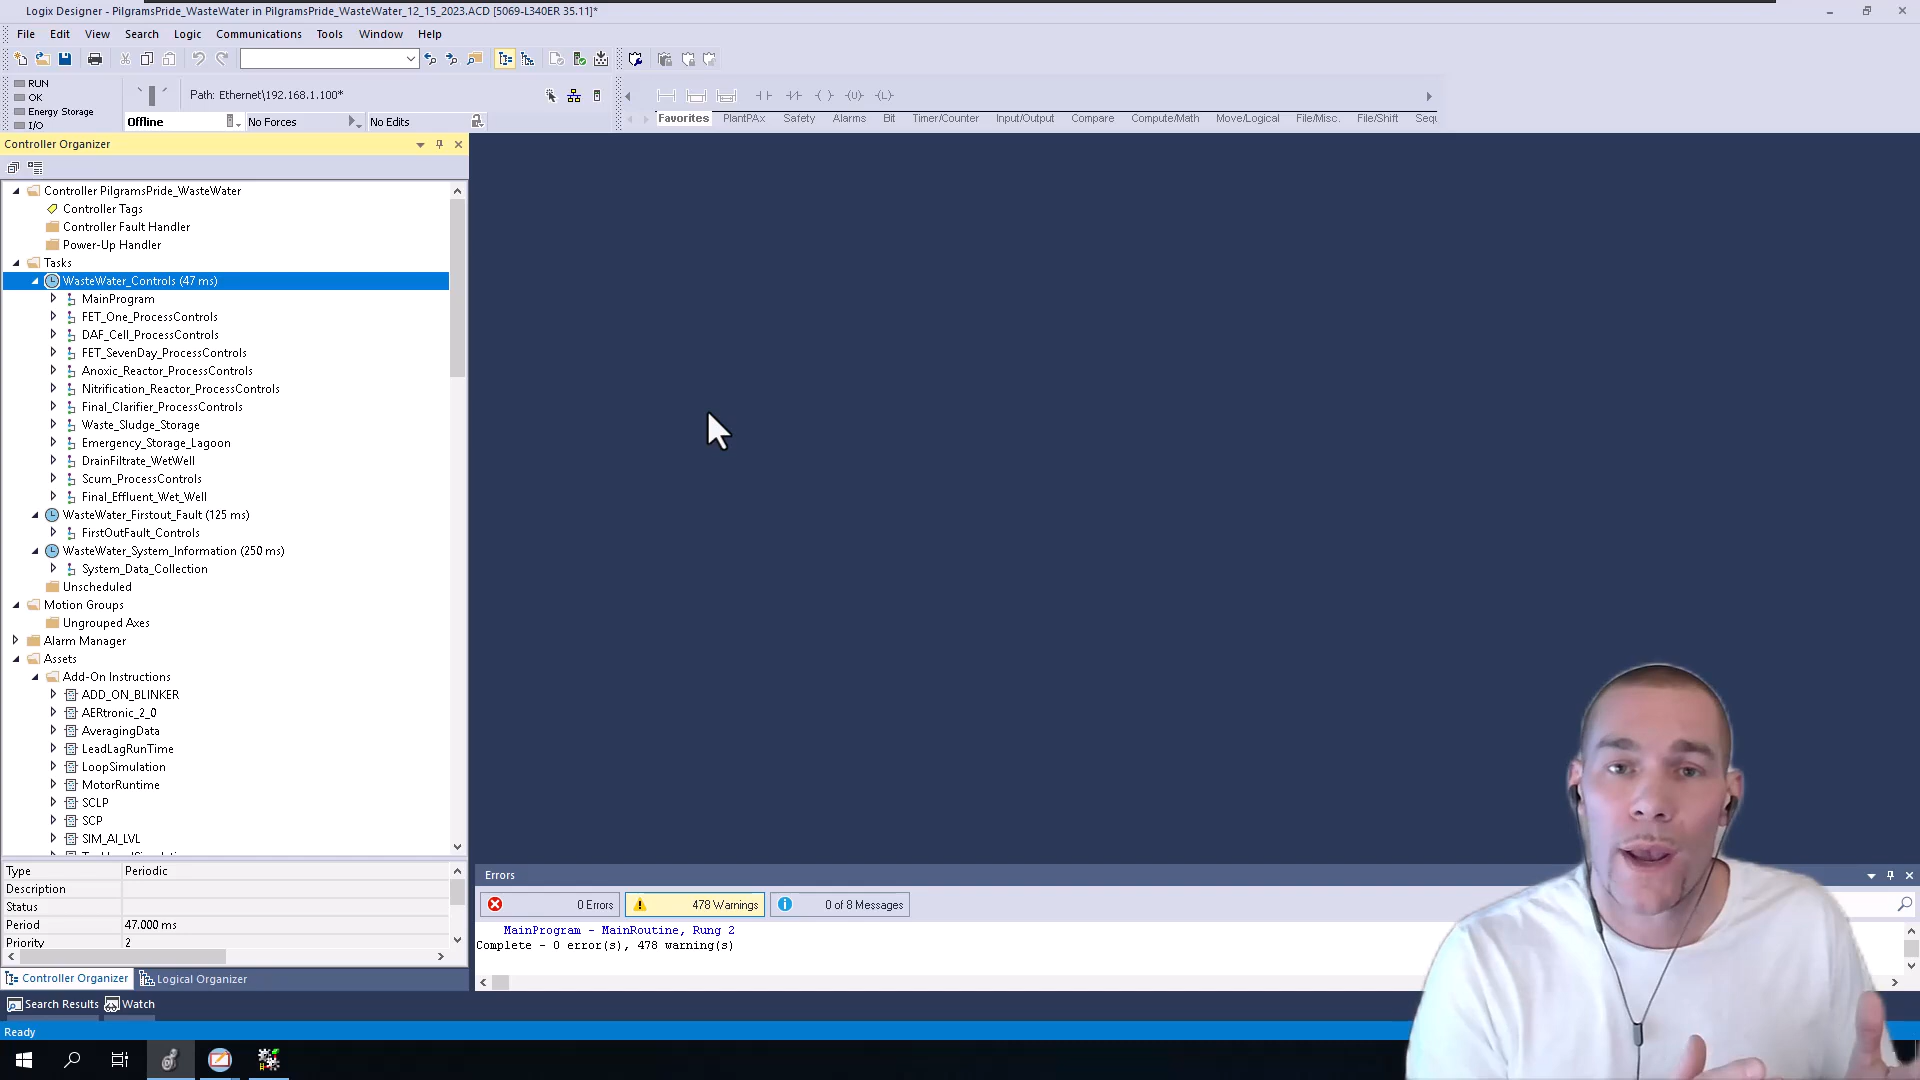 Logix Designer - PilgramsPride_WasteWater in PilgramsPride_WasteWater_12_15_2023.ACD [5069-L340ER 35.11]*
File Edit View Search Logic Communications Tools Window Help
RUN
OK
Energy Storage
I/O
Path: Ethernet\192.168.1.100*
Offline No Forces No Edits
Favorites PlantPAx Safety Alarms Bit Timer/Counter Input/Output Compare Compute/Math Move/Logical File/Misc. File/Shift Sequ
Controller Organizer
Controller PilgramsPride_WasteWater
Controller Tags
Controller Fault Handler
Power-Up Handler
Tasks
WasteWater_Controls (47 ms)
MainProgram
FET_One_ProcessControls
DAF_Cell_ProcessControls
FET_SevenDay_ProcessControls
Anoxic_Reactor_ProcessControls
Nitrification_Reactor_ProcessControls
Final_Clarifier_ProcessControls
Waste_Sludge_Storage
Emergency_Storage_Lagoon
DrainFiltrate_WetWell
Scum_ProcessControls
Final_Effluent_Wet_Well
WasteWater_Firstout_Fault (125 ms)
FirstOutFault_Controls
WasteWater_System_Information (250 ms)
System_Data_Collection
Unscheduled
Motion Groups
Ungrouped Axes
Alarm Manager
Assets
Add-On Instructions
ADD_ON_BLINKER
AERtronic_2_0
AveragingData
LeadLagRunTime
LoopSimulation
MotorRuntime
SCLP
SCP
SIM_AI_LVL
Type Periodic
Description
Status
Period 47.000 ms
Priority 2
Controller Organizer Logical Organizer
Errors
0 Errors 478 Warnings 0 of 8 Messages
MainProgram - MainRoutine, Rung 2
Complete - 0 error(s), 478 warning(s)
Search Results Watch
Ready